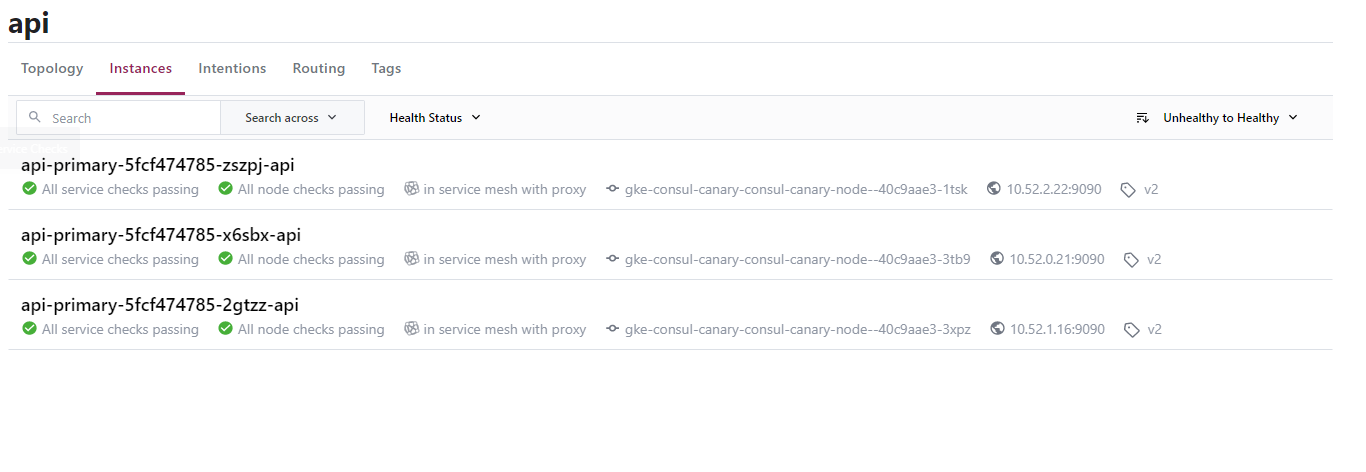 api
Topology Instances Intentions Routing Tags
Search Search across Health Status Unhealthy to Healthy
Service Checks
api-primary-5fcf474785-zszpj-api
All service checks passing All node checks passing in service mesh with proxy gke-consul-canary-consul-canary-node--40c9aae3-1tsk 10.52.2.22:9090 v2
api-primary-5fcf474785-x6sbx-api
All service checks passing All node checks passing in service mesh with proxy gke-consul-canary-consul-canary-node--40c9aae3-3tb9 10.52.0.21:9090 v2
api-primary-5fcf474785-2gtzz-api
All service checks passing All node checks passing in service mesh with proxy gke-consul-canary-consul-canary-node--40c9aae3-3xpz 10.52.1.16:9090 v2